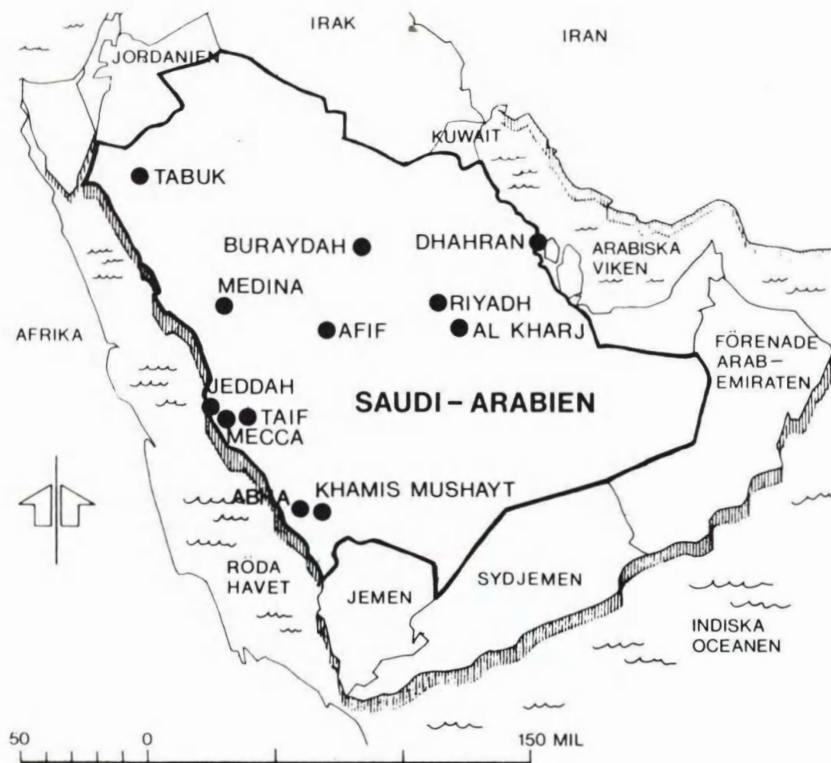 IRAK
IRAN
JORDANIEN
KUWAIT
TABUK
BURAYDAH
DHAHRAN
ARABISKA
VIKEN
MEDINA
RIYADH
AFRIKA
AFIF
AL KHARJ
FÖRENADE
ARAB-
EMIRATEN
JEDDAH
TAIF
MECCA
SAUDI-ARABIEN
ABHA
KHAMIS MUSHAYT
RÖDA
HAVET
JEMEN
SYDJEMEN
INDISKA
OCEANEN
50 0 150 MIL